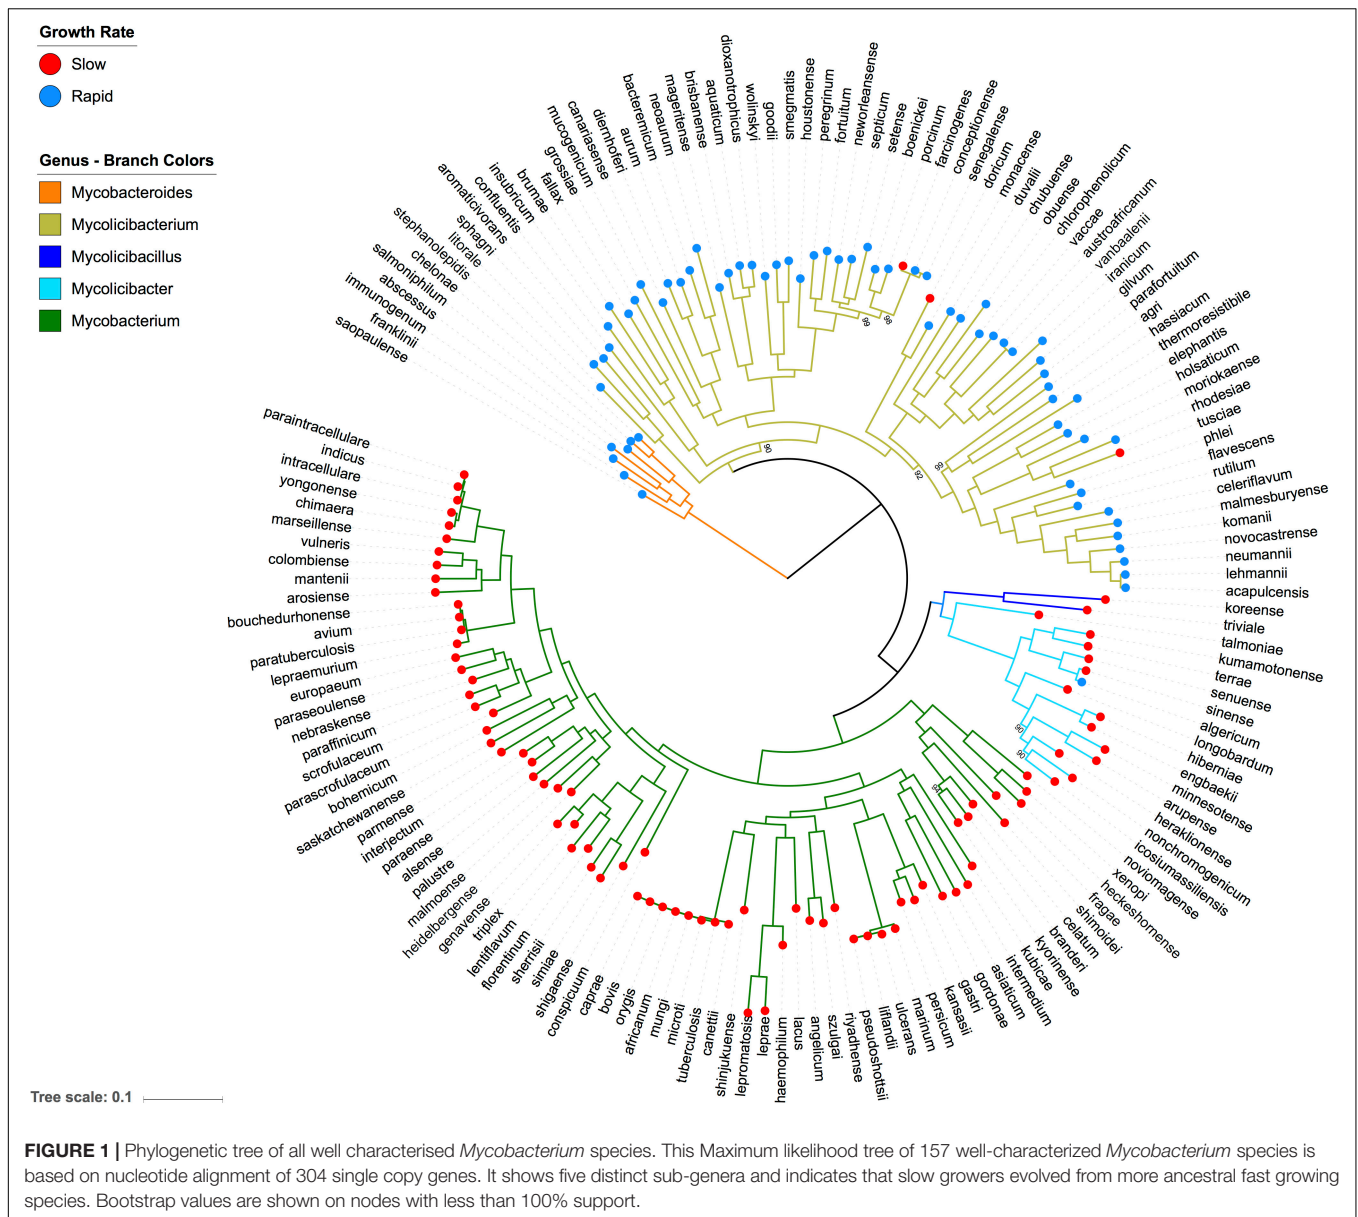 Growth Rate
Slow
Rapid
Genus - Branch Colors
Mycobacteroides
Mycolicibacterium
Mycolicibacillus
Mycolicibacter
Mycobacterium
saopaulense
franklinii
immunogenum
abscessus
salmoniphilum
chelonae
stephanolepidis
litorale
sphagni
aromaticivorans
confluentis
insubricum
brumae
fallax
grossiae
mucogenicum
canariasense
diernhoferi
aurum
bacteremicum
neoaurum
mageritense
brisbanense
aquaticum
dioxanotrophicus
wolinskyi
goodii
smegmatis
houstonense
peregrinum
fortuitum
neworleansense
septicum
setense
boenickei
porcinum
farcinogenes
conceptionense
senegalense
doricum
monacense
duvalii
chubuense
obuense
chlorophenolicum
vaccae
austroafricanum
vanbaalenii
iranicum
gilvum
parafortuitum
agri
hassiacum
thermoresistibile
elephantis
holsaticum
moriokaense
rhodesiae
tusciae
phlei
flavescens
rutilum
celeriflavum
malmesburyense
komanii
novocastrense
neumannii
lehmannii
acapulcensis
koreense
triviale
talmoniae
kumamotonense
terrae
senuense
sinense
algericum
longobardum
hiberniae
engbaekii
minnesotense
arupense
heraklionense
nonchromogenicum
icosiumassiliensis
noviomagense
xenopi
heckeshornense
fragae
shimoidei
celatum
branderi
kyorinense
kubicae
intermedium
asiaticum
gordonae
gastri
kansasii
persicum
marinum
ulcerans
liflandii
pseudoshottsii
riyadhense
szulgai
angelicum
lacus
haemophilum
leprae
lepromatosis
shinjukuense
canettii
tuberculosis
microti
mungi
africanum
orygis
bovis
caprae
conspicuum
shigaense
simiae
sherrisii
florentinum
lentiflavum
triplex
genavense
heidelbergense
malmoense
palustre
alsense
paraense
interjectum
parmense
saskatchewanense
bohemicum
parascrofulaceum
scrofulaceum
paraffinicum
nebraskense
paraseoulense
europaeum
lepraemurium
paratuberculosis
avium
bouchedurhonense
arosiense
mantenii
colombiense
vulneris
marseillense
chimaera
yongonense
intracellulare
indicus
paraintracellulare
90
99
98
92
99
90
90
94
Tree scale: 0.1
FIGURE 1 | Phylogenetic tree of all well characterised Mycobacterium species. This Maximum likelihood tree of 157 well-characterized Mycobacterium species is
based on nucleotide alignment of 304 single copy genes. It shows five distinct sub-genera and indicates that slow growers evolved from more ancestral fast growing
species. Bootstrap values are shown on nodes with less than 100% support.